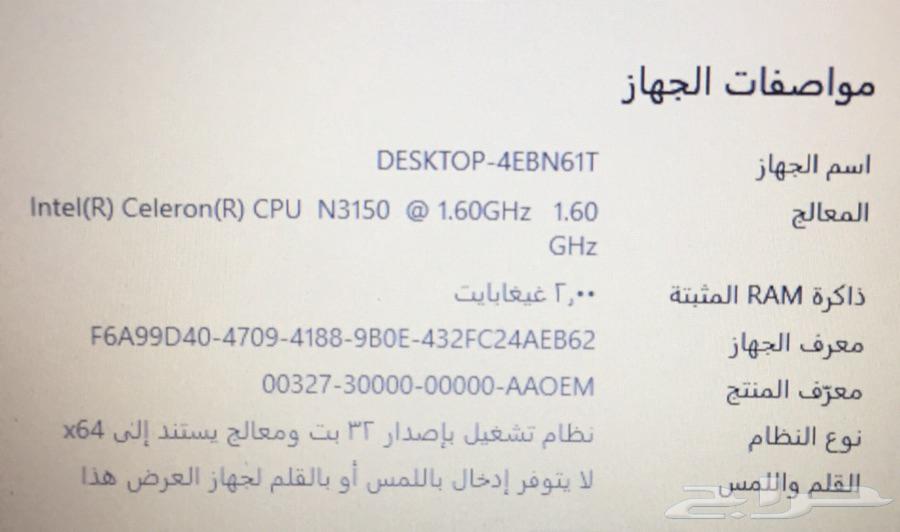 مواصفات الجهاز
اسم الجهاز DESKTOP-4EBN61T
المعالج Intel(R) Celeron(R) CPU N3150 @ 1.60GHz 1.60
GHz
ذاكرة RAM المثبتة ٢,٠٠ غيغابايت
معرف الجهاز F6A99D40-4709-4188-9B0E-432FC24AEB62
معرّف المنتج 00327-30000-00000-AAOEM
نوع النظام نظام تشغيل بإصدار ٣٢ بت ومعالج يستند إلى x64
القلم واللمس لا يتوفر إدخال باللمس أو بالقلم لجهاز العرض هذا
حراج